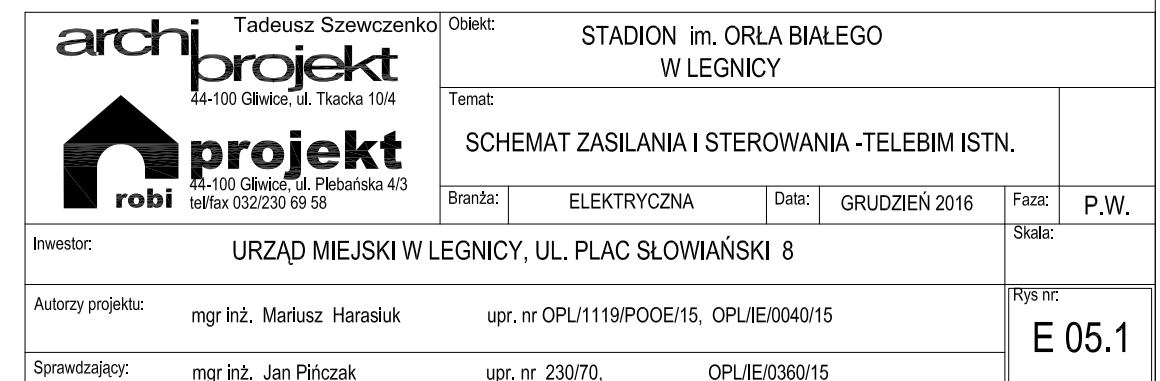 archi projekt
Tadeusz Szewczenko
44-100 Gliwice, ul. Tkacka 10/4
robi projekt
44-100 Gliwice, ul. Plebańska 4/3
tel/fax 032/230 69 58
Obiekt: STADION im. ORŁA BIAŁEGO
W LEGNICY
Temat:
SCHEMAT ZASILANIA I STEROWANIA -TELEBIM ISTN.
Branża: ELEKTRYCZNA Data: GRUDZIEŃ 2016 Faza: P.W.
Inwestor: URZĄD MIEJSKI W LEGNICY, UL. PLAC SŁOWIAŃSKI 8 Skala:
Autorzy projektu: mgr inż. Mariusz Harasiuk upr. nr OPL/1119/POOE/15, OPL/IE/0040/15
Rys nr:
E 05.1
Sprawdzający: mgr inż. Jan Pińczak upr. nr 230/70, OPL/IE/0360/15